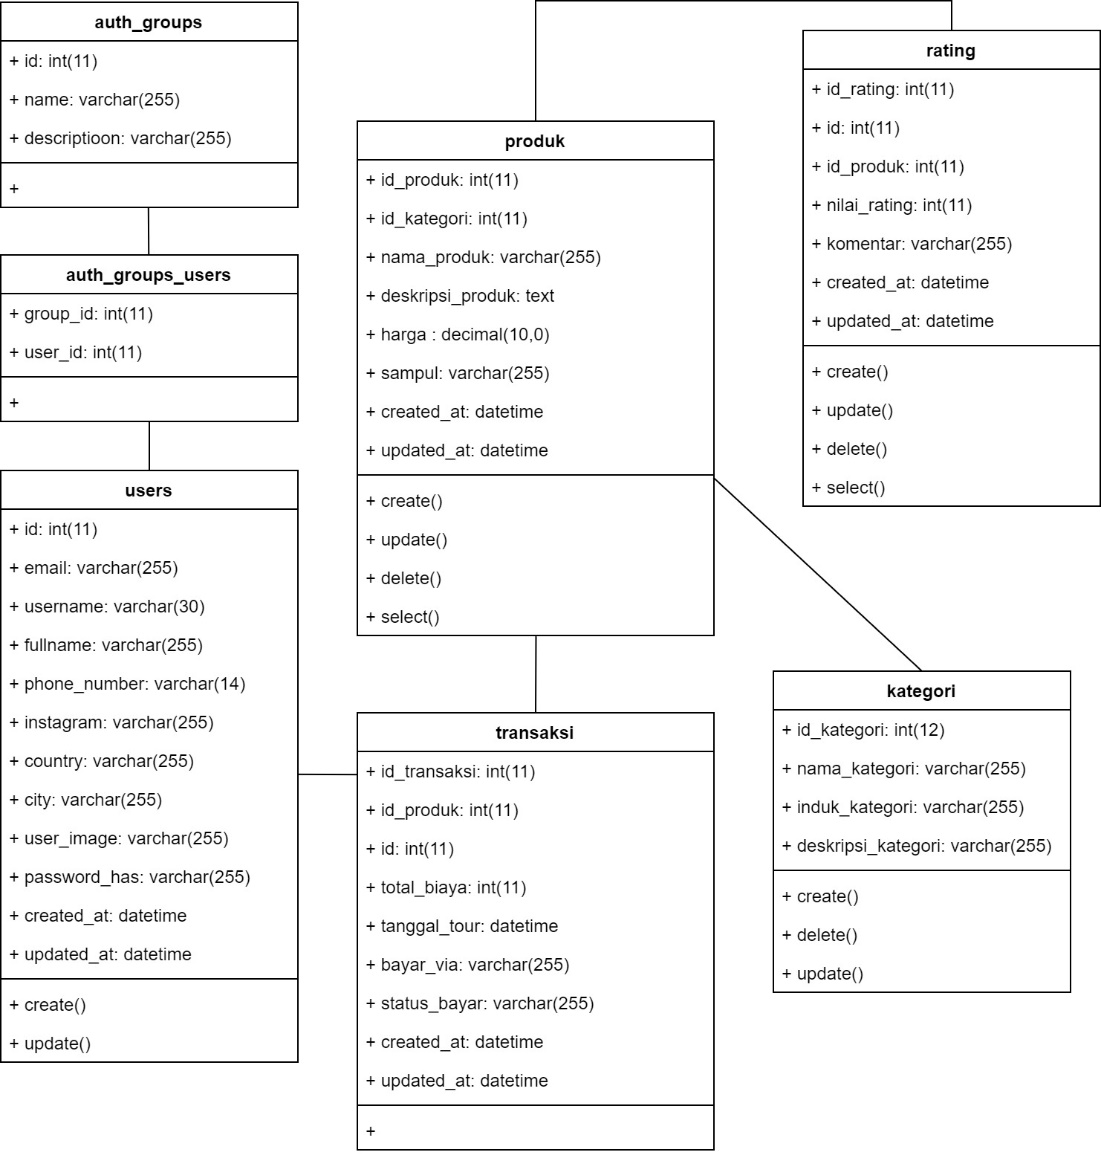 auth_groups
+ id: int(11)
+ name: varchar(255)
+ descriptioon: varchar(255)
+
auth_groups_users
+ group_id: int(11)
+ user_id: int(11)
+
users
+ id: int(11)
+ email: varchar(255)
+ username: varchar(30)
+ fullname: varchar(255)
+ phone_number: varchar(14)
+ instagram: varchar(255)
+ country: varchar(255)
+ city: varchar(255)
+ user_image: varchar(255)
+ password_has: varchar(255)
+ created_at: datetime
+ updated_at: datetime
+ create()
+ update()
produk
+ id_produk: int(11)
+ id_kategori: int(11)
+ nama_produk: varchar(255)
+ deskripsi_produk: text
+ harga : decimal(10,0)
+ sampul: varchar(255)
+ created_at: datetime
+ updated_at: datetime
+ create()
+ update()
+ delete()
+ select()
transaksi
+ id_transaksi: int(11)
+ id_produk: int(11)
+ id: int(11)
+ total_biaya: int(11)
+ tanggal_tour: datetime
+ bayar_via: varchar(255)
+ status_bayar: varchar(255)
+ created_at: datetime
+ updated_at: datetime
+
rating
+ id_rating: int(11)
+ id: int(11)
+ id_produk: int(11)
+ nilai_rating: int(11)
+ komentar: varchar(255)
+ created_at: datetime
+ updated_at: datetime
+ create()
+ update()
+ delete()
+ select()
kategori
+ id_kategori: int(12)
+ nama_kategori: varchar(255)
+ induk_kategori: varchar(255)
+ deskripsi_kategori: varchar(255)
+ create()
+ delete()
+ update()